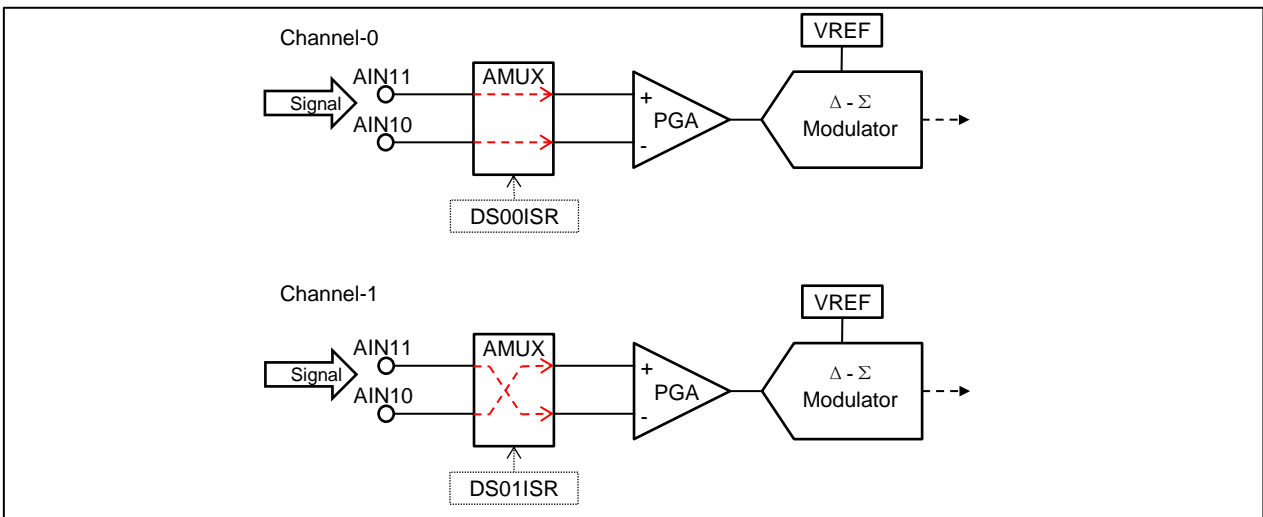 Channel-0
VREF
AIN11
AMUX
Signal
+
PGA
Δ - Σ
Modulator
AIN10
-
DS00ISR
Channel-1
VREF
AIN11
AMUX
Signal
+
PGA
Δ - Σ
Modulator
AIN10
-
DS01ISR